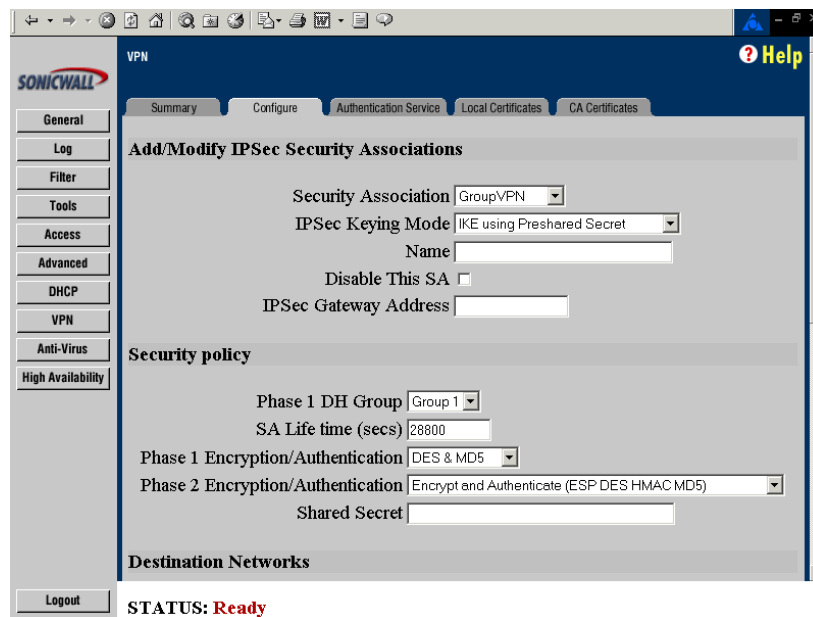 VPN
? Help
SONICWALL
Summary
Configure
Authentication Service
Local Certificates
CA Certificates
General
Log
Filter
Tools
Access
Advanced
DHCP
VPN
Anti-Virus
High Availability
Logout
Add/Modify IPSec Security Associations
Security Association GroupVPN
IPSec Keying Mode IKE using Preshared Secret
Name
Disable This SA
IPSec Gateway Address
Security policy
Phase 1 DH Group Group 1
SA Life time (secs) 28800
Phase 1 Encryption/Authentication DES & MD5
Phase 2 Encryption/Authentication Encrypt and Authenticate (ESP DES HMAC MD5)
Shared Secret
Destination Networks
STATUS: Ready